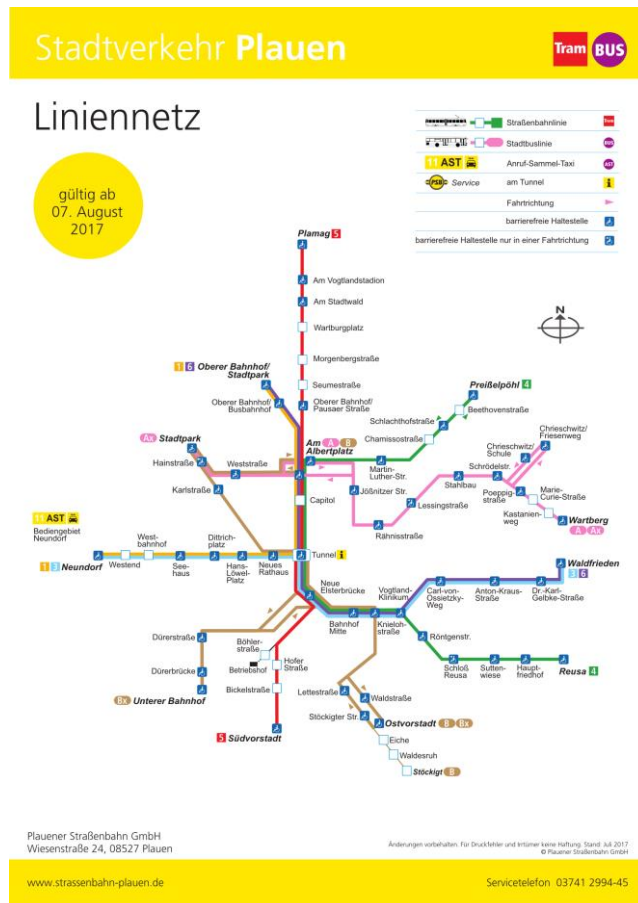 Stadtverkehr Plauen
Tram BUS
Liniennetz
gültig ab
07. August
2017
Straßenbahnlinie
Tram
Stadtbuslinie
BUS
11 AST
Anruf-Sammel-Taxi
AST
PSB Service
am Tunnel
i
Fahrtrichtung
barrierefreie Haltestelle
barrierefreie Haltestelle nur in einer Fahrtrichtung
N
Plamag 5
Am Vogtlandstadion
Am Stadtwald
Wartburgplatz
Morgenbergstraße
Seumestraße
Oberer Bahnhof/
Pausaer Straße
1 6 Oberer Bahnhof/
Stadtpark
Oberer Bahnhof/
Busbahnhof
Preißelpöhl 4
Beethovenstraße
Schlachthofstraße
Chamissostraße
Martin-
Luther-Str.
Am A B
Albertplatz
Ax Stadtpark
Hainstraße
Weststraße
Karlstraße
Capitol
Jößnitzer Str.
Rähnisstraße
Lessingstraße
Stahlbau
Schrödelstr.
Chrieschwitz/
Schule
Chrieschwitz/
Friesenweg
Poeppig-
straße
Marie-
Curie-Straße
Kastanien-
weg
Wartberg
A Ax
11 AST
Bediengebiet
Neundorf
1 3 Neundorf
Westend
West-
bahnhof
See-
haus
Dittrich-
platz
Hans-
Löwel-
Platz
Neues
Rathaus
Tunnel i
Neue
Elsterbrücke
Bahnhof
Mitte
Knieloh-
straße
Vogtland-
Klinikum
Carl-von-
Ossietzky-
Weg
Anton-Kraus-
Straße
Dr.-Karl-
Gelbke-Straße
Waldfrieden
3 6
Röntgenstr.
Schloß
Reusa
Sutten-
wiese
Haupt-
friedhof
Reusa 4
Dürerstraße
Dürerbrücke
Bx Unterer Bahnhof
Böhler-
straße
Betriebshof
Hofer
Straße
Bickelstraße
5 Südvorstadt
Lettestraße
Waldstraße
Stöckigter Str.
Ostvorstadt B Bx
Eiche
Waldesruh
Stöckigt B
Plauener Straßenbahn GmbH
Wiesenstraße 24, 08527 Plauen
Änderungen vorbehalten. Für Druckfehler und Irrtümer keine Haftung. Stand: Juli 2017
© Plauener Straßenbahn GmbH
www.strassenbahn-plauen.de
Servicetelefon 03741 2994-45